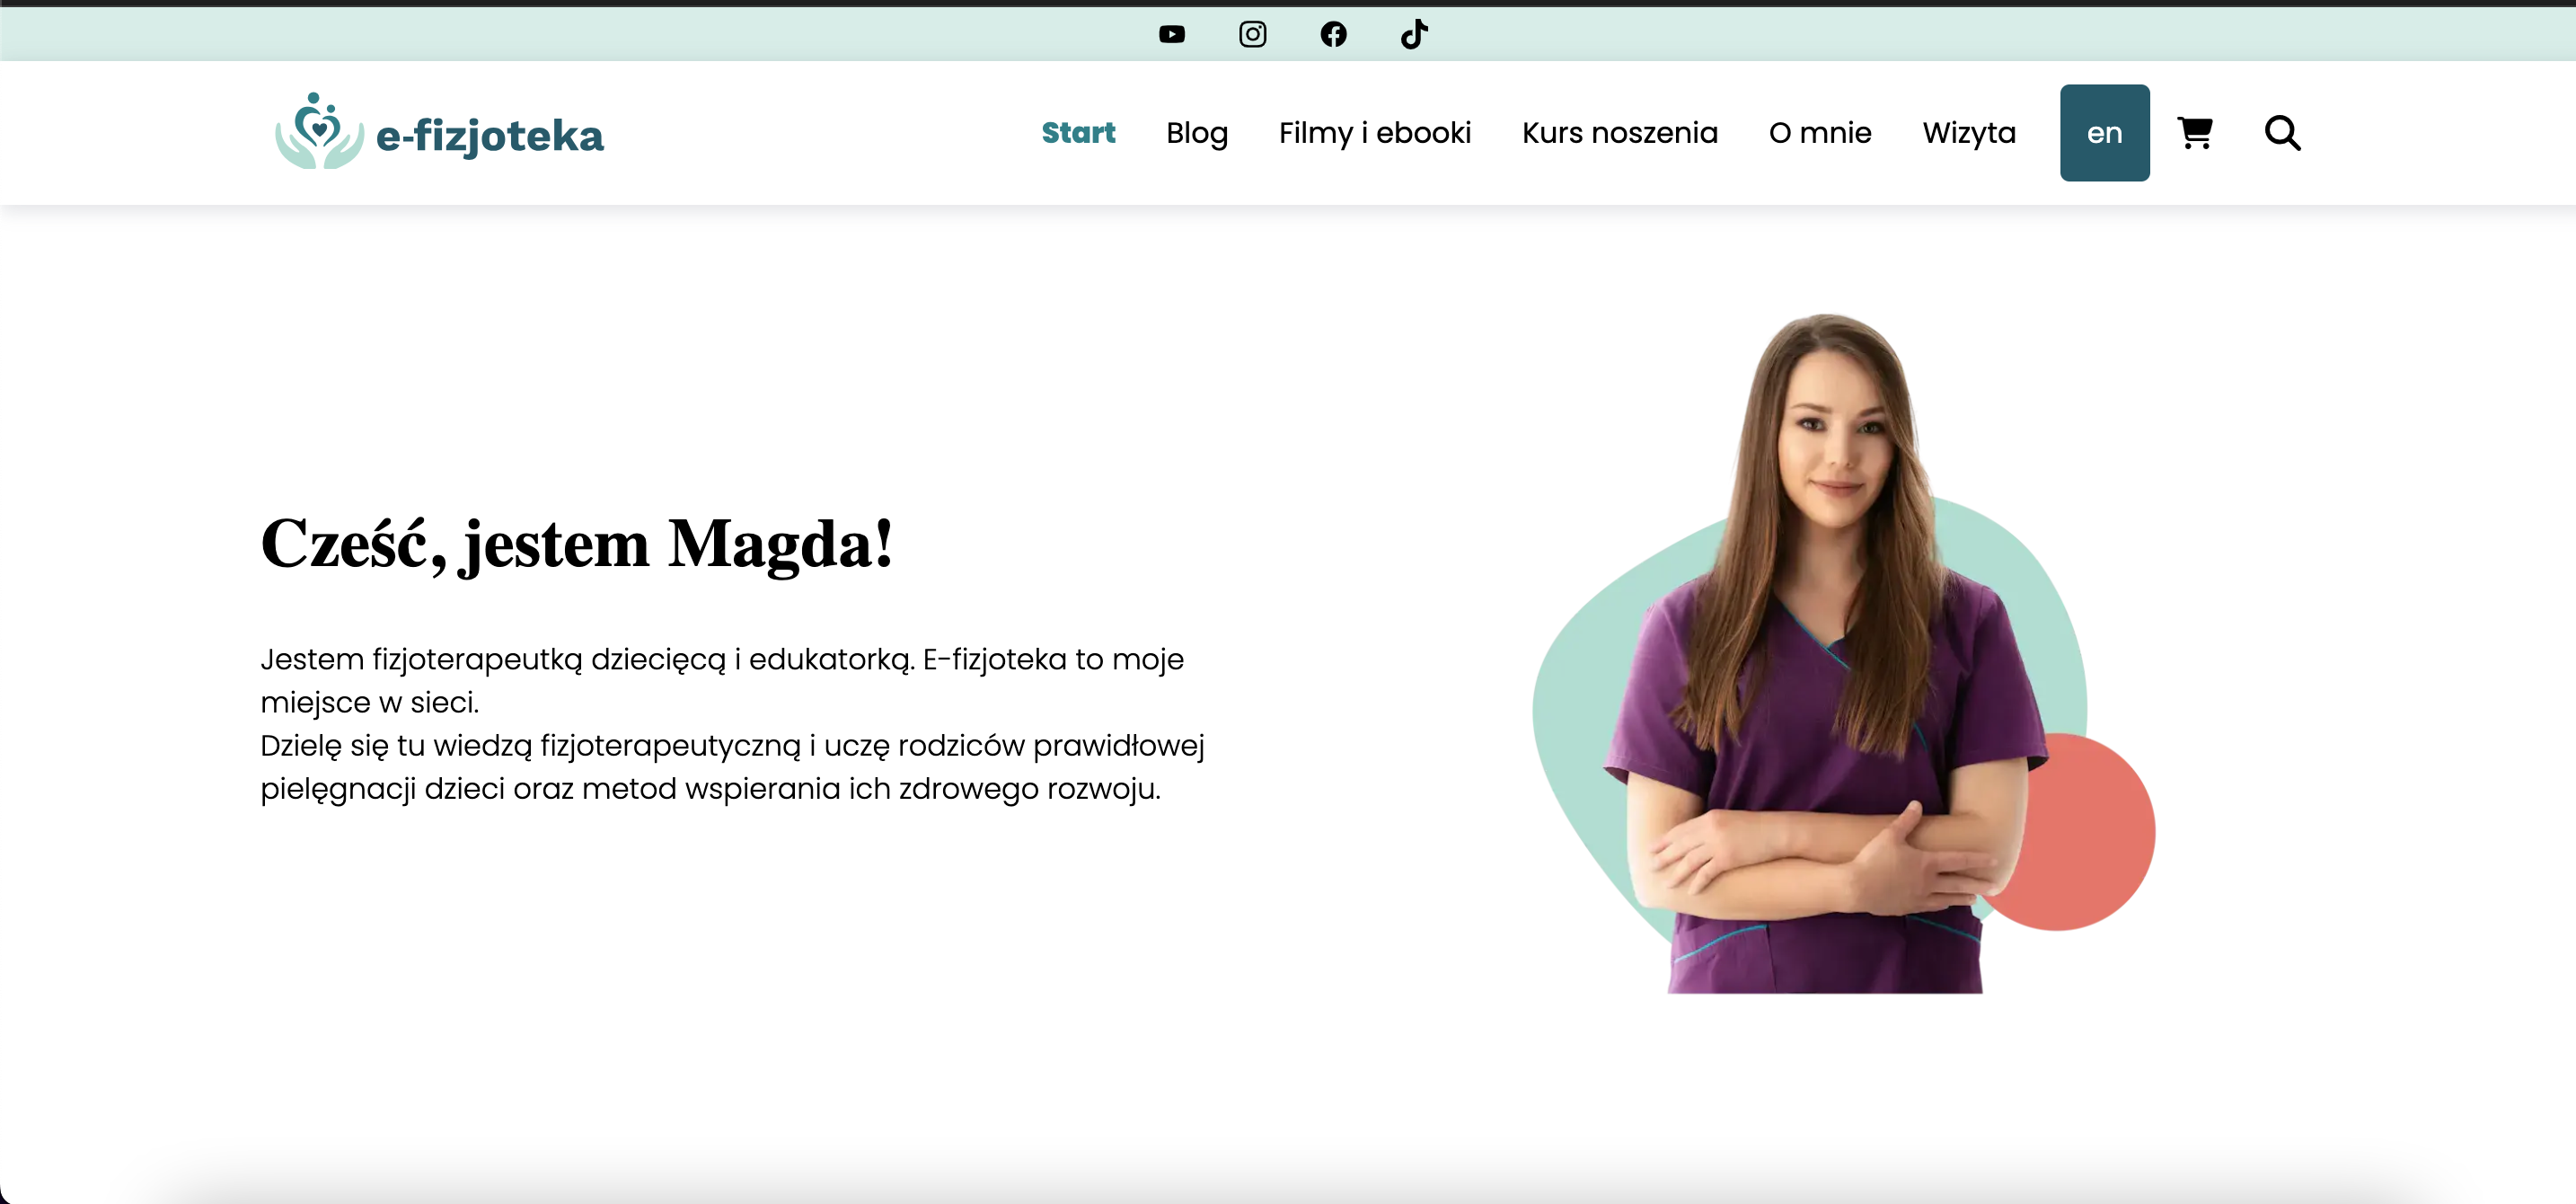 e-fizjoteka
Start
Blog
Filmy i ebooki
Kurs noszenia
O mnie
Wizyta
en
Cześć, jestem Magda!
Jestem fizjoterapeutką dziecięcą i edukatorką. E-fizjoteka to moje
miejsce w sieci.
Dzielę się tu wiedzą fizjoterapeutyczną i uczę rodziców prawidłowej
pielęgnacji dzieci oraz metod wspierania ich zdrowego rozwoju.